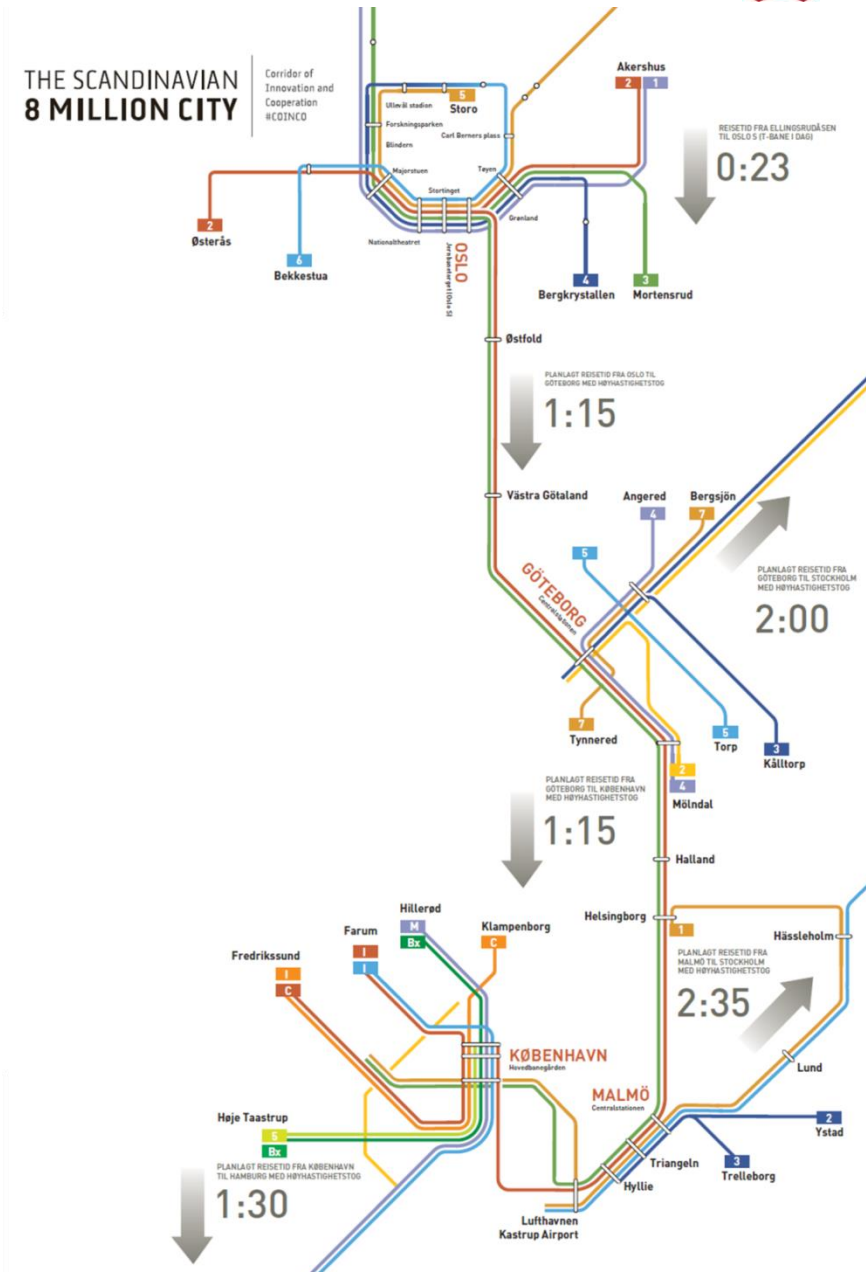 THE SCANDINAVIAN
8 MILLION CITY
Corridor of
Innovation and
Cooperation
#COINCO
5
Storo
Ullevål stadion
Forskningsparken
Blindern
Carl Berners plass
Majorstuen
Tøyen
Stortinget
Grønland
Nationaltheatret
OSLO
Jernbanetorget (Oslo S)
Akershus
2
1
REISETID FRA ELLINGSRUDÅSEN
TIL OSLO S (T-BANE I DAG)
0:23
2
Østerås
6
Bekkestua
4
Bergkrystallen
3
Mortensrud
Østfold
PLANLAGT REISETID FRA OSLO TIL
GÖTEBORG MED HØYHASTIGHETSTOG
1:15
Västra Götaland
Angered
4
Bergsjön
7
5
GÖTEBORG
Centralstationen
PLANLAGT REISETID FRA
GÖTEBORG TIL STOCKHOLM
MED HØYHASTIGHETSTOG
2:00
7
Tynnered
5
Torp
3
Kålltorp
2
4
Mölndal
PLANLAGT REISETID FRA
GÖTEBORG TIL KØBENHAVN
MED HØYHASTIGHETSTOG
1:15
Halland
Helsingborg
1
Hässleholm
PLANLAGT REISETID FRA
MALMÖ TIL STOCKHOLM
MED HØYHASTIGHETSTOG
2:35
Hillerød
M
Bx
Klampenborg
C
Farum
I
I
Fredrikssund
I
C
KØBENHAVN
Hovedbanegården
MALMÖ
Centralstationen
Lund
2
Ystad
3
Trelleborg
Triangeln
Hyllie
Lufthavnen
Kastrup Airport
Høje Taastrup
5
Bx
PLANLAGT REISETID FRA KØBENHAVN
TIL HAMBURG MED HØYHASTIGHETSTOG
1:30